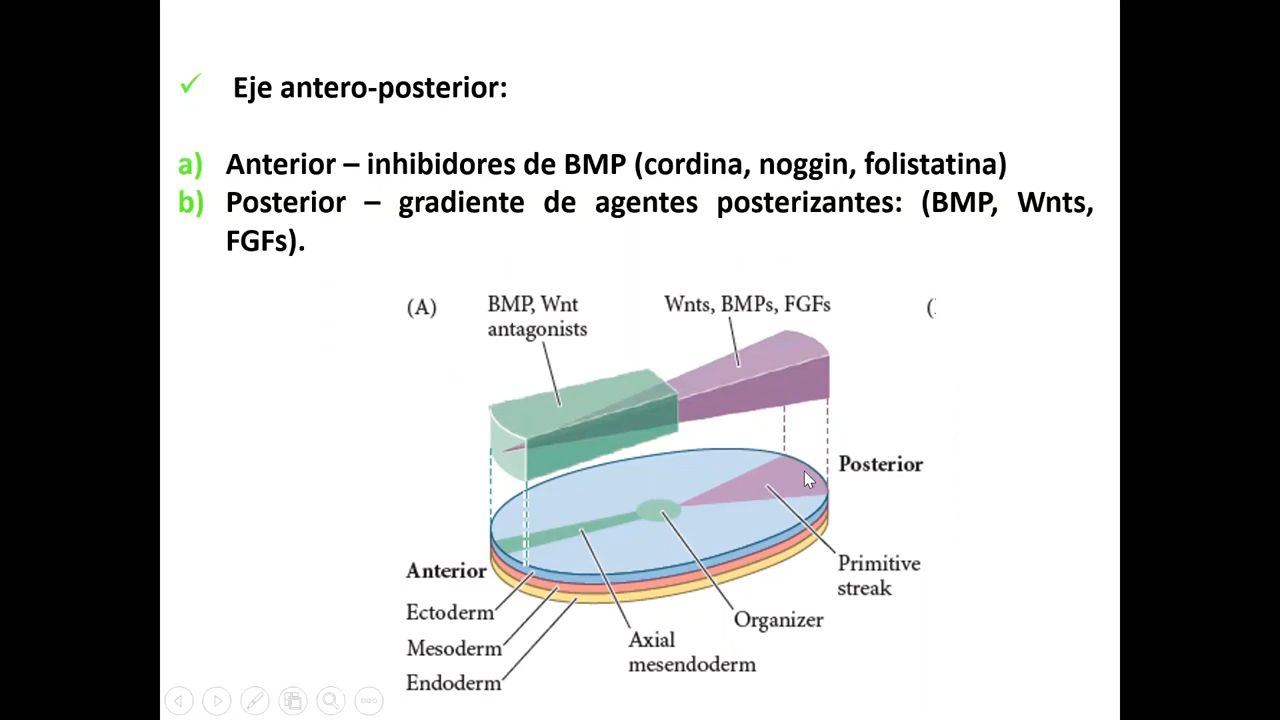 Eje antero-posterior:
a) Anterior – inhibidores de BMP (cordina, noggin, folistatina)
b) Posterior – gradiente de agentes posterizantes: (BMP, Wnts,
FGFs).
(A)
BMP, Wnt
antagonists
Wnts, BMPs, FGFs
(
Posterior
Anterior
Primitive
streak
Ectoderm
Organizer
Mesoderm
Axial
mesendoderm
Endoderm